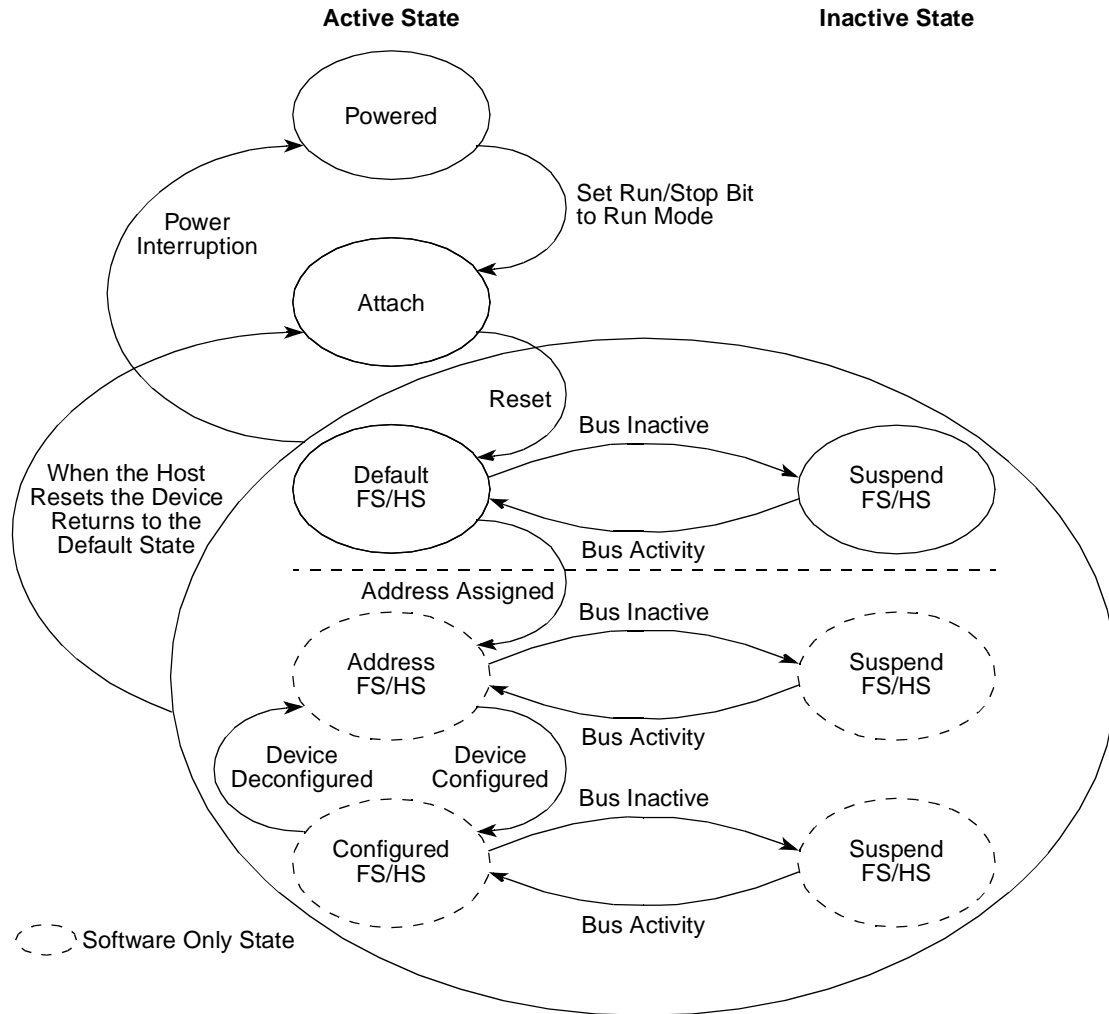 Active State
Inactive State
Powered
Set Run/Stop Bit
to Run Mode
Power
Interruption
Attach
Reset
Bus Inactive
When the Host
Resets the Device
Returns to the
Default State
Default
FS/HS
Suspend
FS/HS
Bus Activity
Address Assigned
Bus Inactive
Address
FS/HS
Suspend
FS/HS
Bus Activity
Device
Deconfigured
Device
Configured
Bus Inactive
Configured
FS/HS
Suspend
FS/HS
Bus Activity
Software Only State